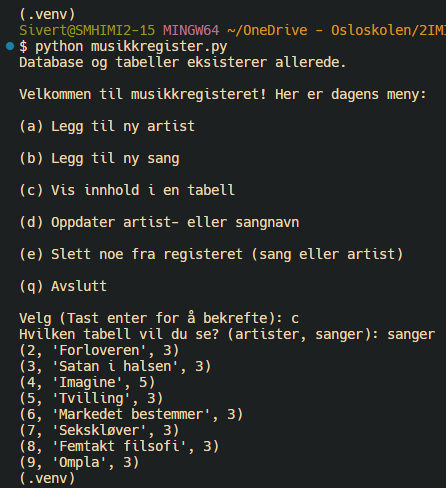 (.venv)
Sivert@SMHIMI2-15 MINGW64 ~/OneDrive - Osloskolen/2IMI
$ python musikkregister.py
Database og tabeller eksisterer allerede.
Velkommen til musikkregisteret! Her er dagens meny:
(a) Legg til ny artist
(b) Legg til ny sang
(c) Vis innhold i en tabell
(d) Oppdater artist- eller sangnavn
(e) Slett noe fra registeret (sang eller artist)
(q) Avslutt
Velg (Tast enter for å bekrefte): c
Hvilken tabell vil du se? (artister, sanger): sanger
(2, 'Forloveren', 3)
(3, 'Satan i halsen', 3)
(4, 'Imagine', 5)
(5, 'Tvilling', 3)
(6, 'Markedet bestemmer', 3)
(7, 'Sekskløver', 3)
(8, 'Femtakt filsofi', 3)
(9, 'Ompla', 3)
(.venv)